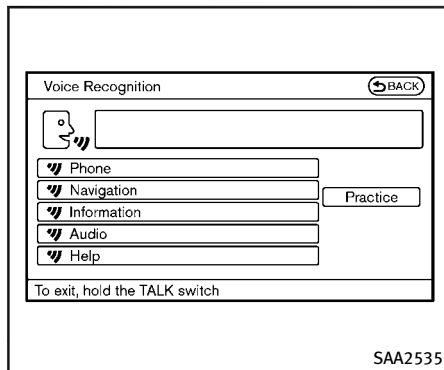 Voice Recognition
BACK
Phone
Navigation
Practice
Information
Audio
Help
To exit, hold the TALK switch
SAA2535